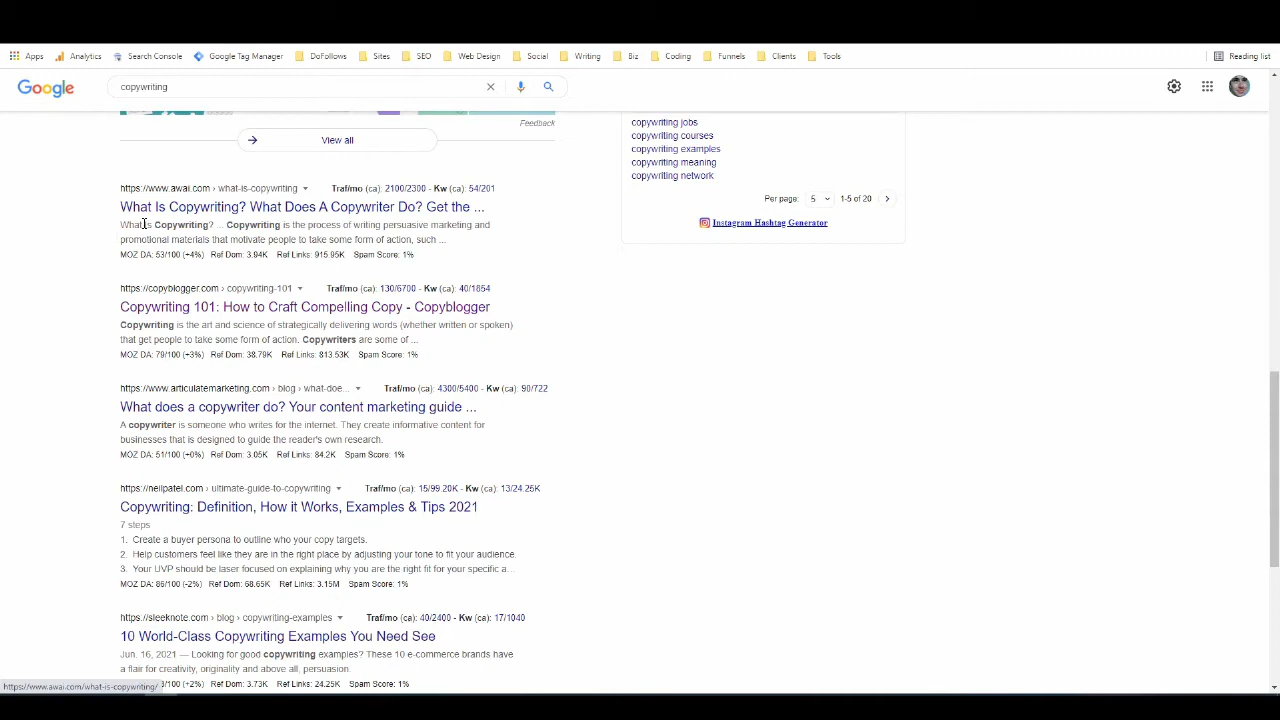 Apps
Analytics
Search Console
Google Tag Manager
DoFollows
Sites
SEO
Web Design
Social
Writing
Biz
Coding
Funnels
Clients
Tools
Reading list
Google
copywriting
Feedback
View all
https://www.awai.com › what-is-copywriting Traf/mo (ca): 2100/2300 - Kw (ca): 54/201
What Is Copywriting? What Does A Copywriter Do? Get the ...
What Is Copywriting? ... Copywriting is the process of writing persuasive marketing and
promotional materials that motivate people to take some form of action, such ...
MOZ DA: 53/100 (+4%) Ref Dom: 3.94K Ref Links: 915.95K Spam Score: 1%
https://copyblogger.com › copywriting-101 Traf/mo (ca): 130/6700 - Kw (ca): 40/1854
Copywriting 101: How to Craft Compelling Copy - Copyblogger
Copywriting is the art and science of strategically delivering words (whether written or spoken)
that get people to take some form of action. Copywriters are some of ...
MOZ DA: 79/100 (+3%) Ref Dom: 38.79K Ref Links: 813.53K Spam Score: 1%
https://www.articulatemarketing.com › blog › what-doe... Traf/mo (ca): 4300/5400 - Kw (ca): 90/722
What does a copywriter do? Your content marketing guide ...
A copywriter is someone who writes for the internet. They create informative content for
businesses that is designed to guide the reader's own research.
MOZ DA: 51/100 (+0%) Ref Dom: 3.05K Ref Links: 84.2K Spam Score: 1%
https://neilpatel.com › ultimate-guide-to-copywriting Traf/mo (ca): 15/99.20K - Kw (ca): 13/24.25K
Copywriting: Definition, How it Works, Examples & Tips 2021
7 steps
1. Create a buyer persona to outline who your copy targets.
2. Help customers feel like they are in the right place by adjusting your tone to fit your audience.
3. Your UVP should be laser focused on explaining why you are the right fit for your specific a...
MOZ DA: 86/100 (-2%) Ref Dom: 68.65K Ref Links: 3.15M Spam Score: 1%
https://sleeknote.com › blog › copywriting-examples Traf/mo (ca): 40/2400 - Kw (ca): 17/1040
10 World-Class Copywriting Examples You Need See
Jun. 16, 2021 — Looking for good copywriting examples? These 10 e-commerce brands have
a flair for creativity, originality and above all, persuasion.
/100 (+2%) Ref Dom: 3.73K Ref Links: 24.25K Spam Score: 1%
https://www.awai.com/what-is-copywriting/
copywriting jobs
copywriting courses
copywriting examples
copywriting meaning
copywriting network
Per page: 5 1-5 of 20
Instagram Hashtag Generator